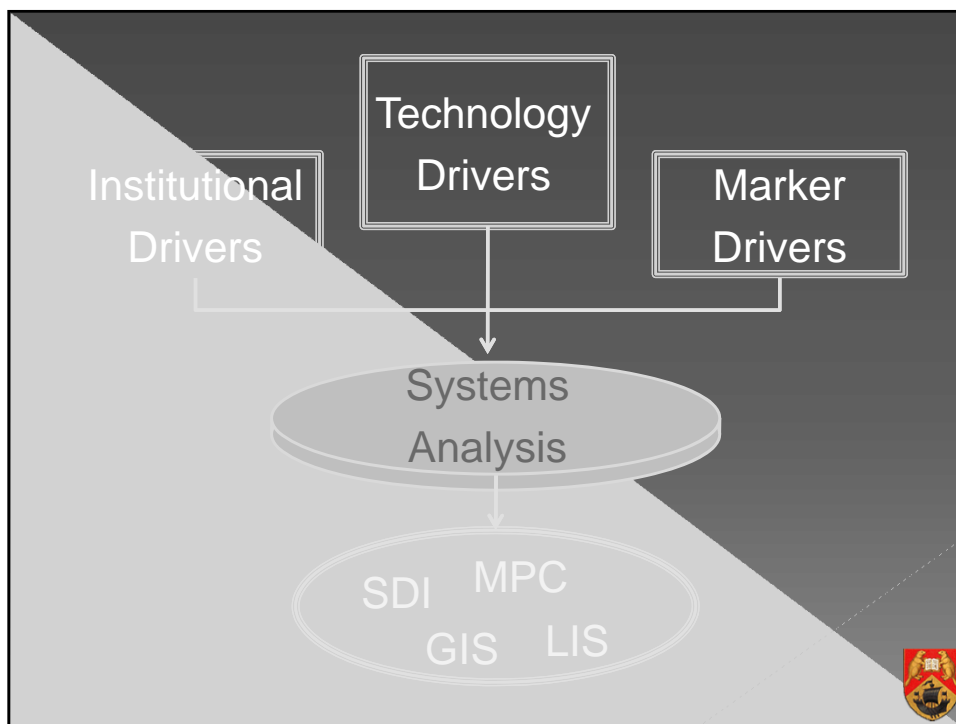 Technology
Drivers
Institutional
Drivers
Marker
Drivers
Systems
Analysis
SDI
MPC
GIS
LIS